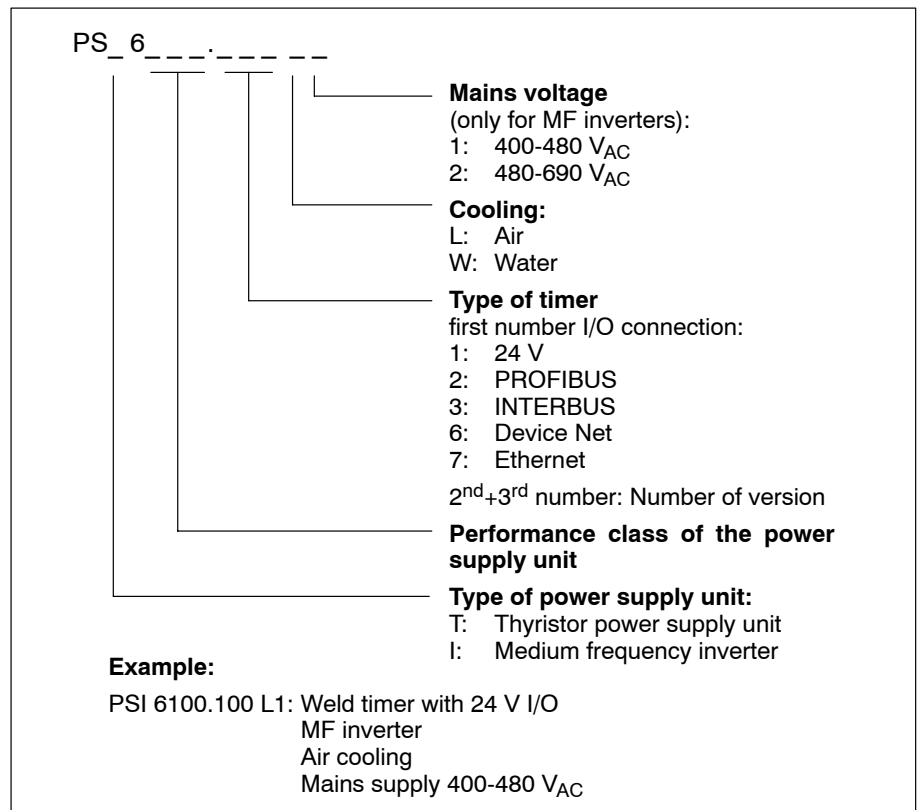 PS_ 6_ _ _._ _ _ _ _
Mains voltage
(only for MF inverters):
1: 400-480 VAC
2: 480-690 VAC
Cooling:
L: Air
W: Water
Type of timer
first number I/O connection:
1: 24 V
2: PROFIBUS
3: INTERBUS
6: Device Net
7: Ethernet
2nd+3rd number: Number of version
Performance class of the power
supply unit
Type of power supply unit:
T: Thyristor power supply unit
I: Medium frequency inverter
Example:
PSI 6100.100 L1: Weld timer with 24 V I/O
MF inverter
Air cooling
Mains supply 400-480 VAC